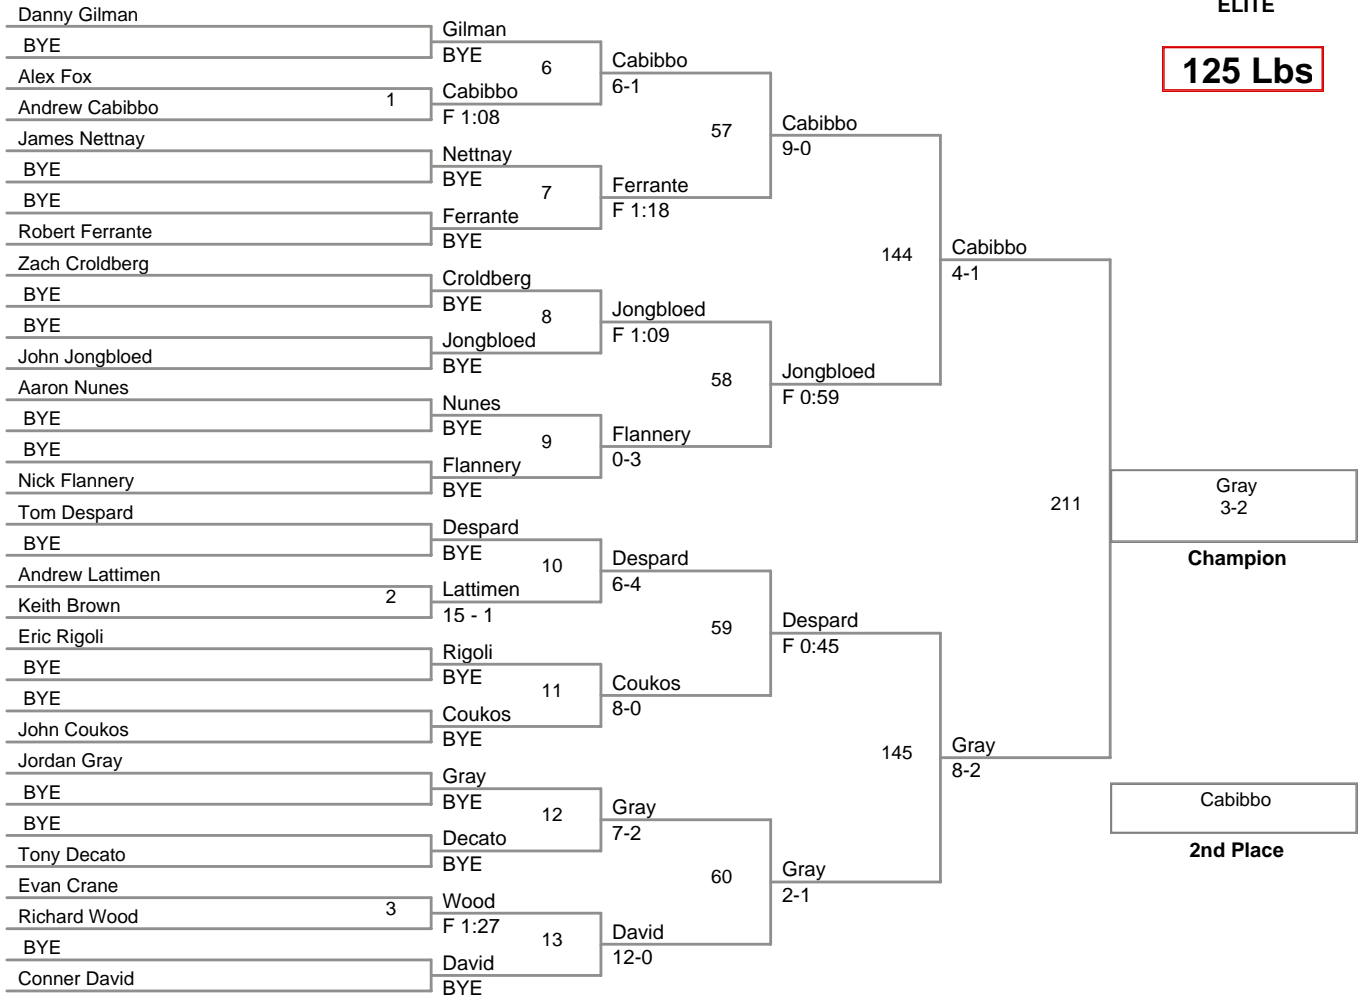 ELITE
125 Lbs
Danny Gilman
BYE
Alex Fox
Andrew Cabibbo
James Nettnay
BYE
BYE
Robert Ferrante
Zach Croldberg
BYE
BYE
John Jongbloed
Aaron Nunes
BYE
BYE
Nick Flannery
Tom Despard
BYE
Andrew Lattimen
Keith Brown
Eric Rigoli
BYE
BYE
John Coukos
Jordan Gray
BYE
BYE
Tony Decato
Evan Crane
Richard Wood
BYE
Conner David
1
2
3
Gilman
BYE
Cabibbo
F 1:08
Nettnay
BYE
Ferrante
BYE
Croldberg
BYE
Jongbloed
BYE
Nunes
BYE
Flannery
BYE
Despard
BYE
Lattimen
15 - 1
Rigoli
BYE
Coukos
BYE
Gray
BYE
Decato
BYE
Wood
F 1:27
David
BYE
6
7
8
9
10
11
12
13
Cabibbo
6-1
Ferrante
F 1:18
Jongbloed
F 1:09
Flannery
0-3
Despard
6-4
Coukos
8-0
Gray
7-2
David
12-0
57
58
59
60
Cabibbo
9-0
Jongbloed
F 0:59
Despard
F 0:45
Gray
2-1
144
145
Cabibbo
4-1
Gray
8-2
211
Gray
3-2
Champion
Cabibbo
2nd Place